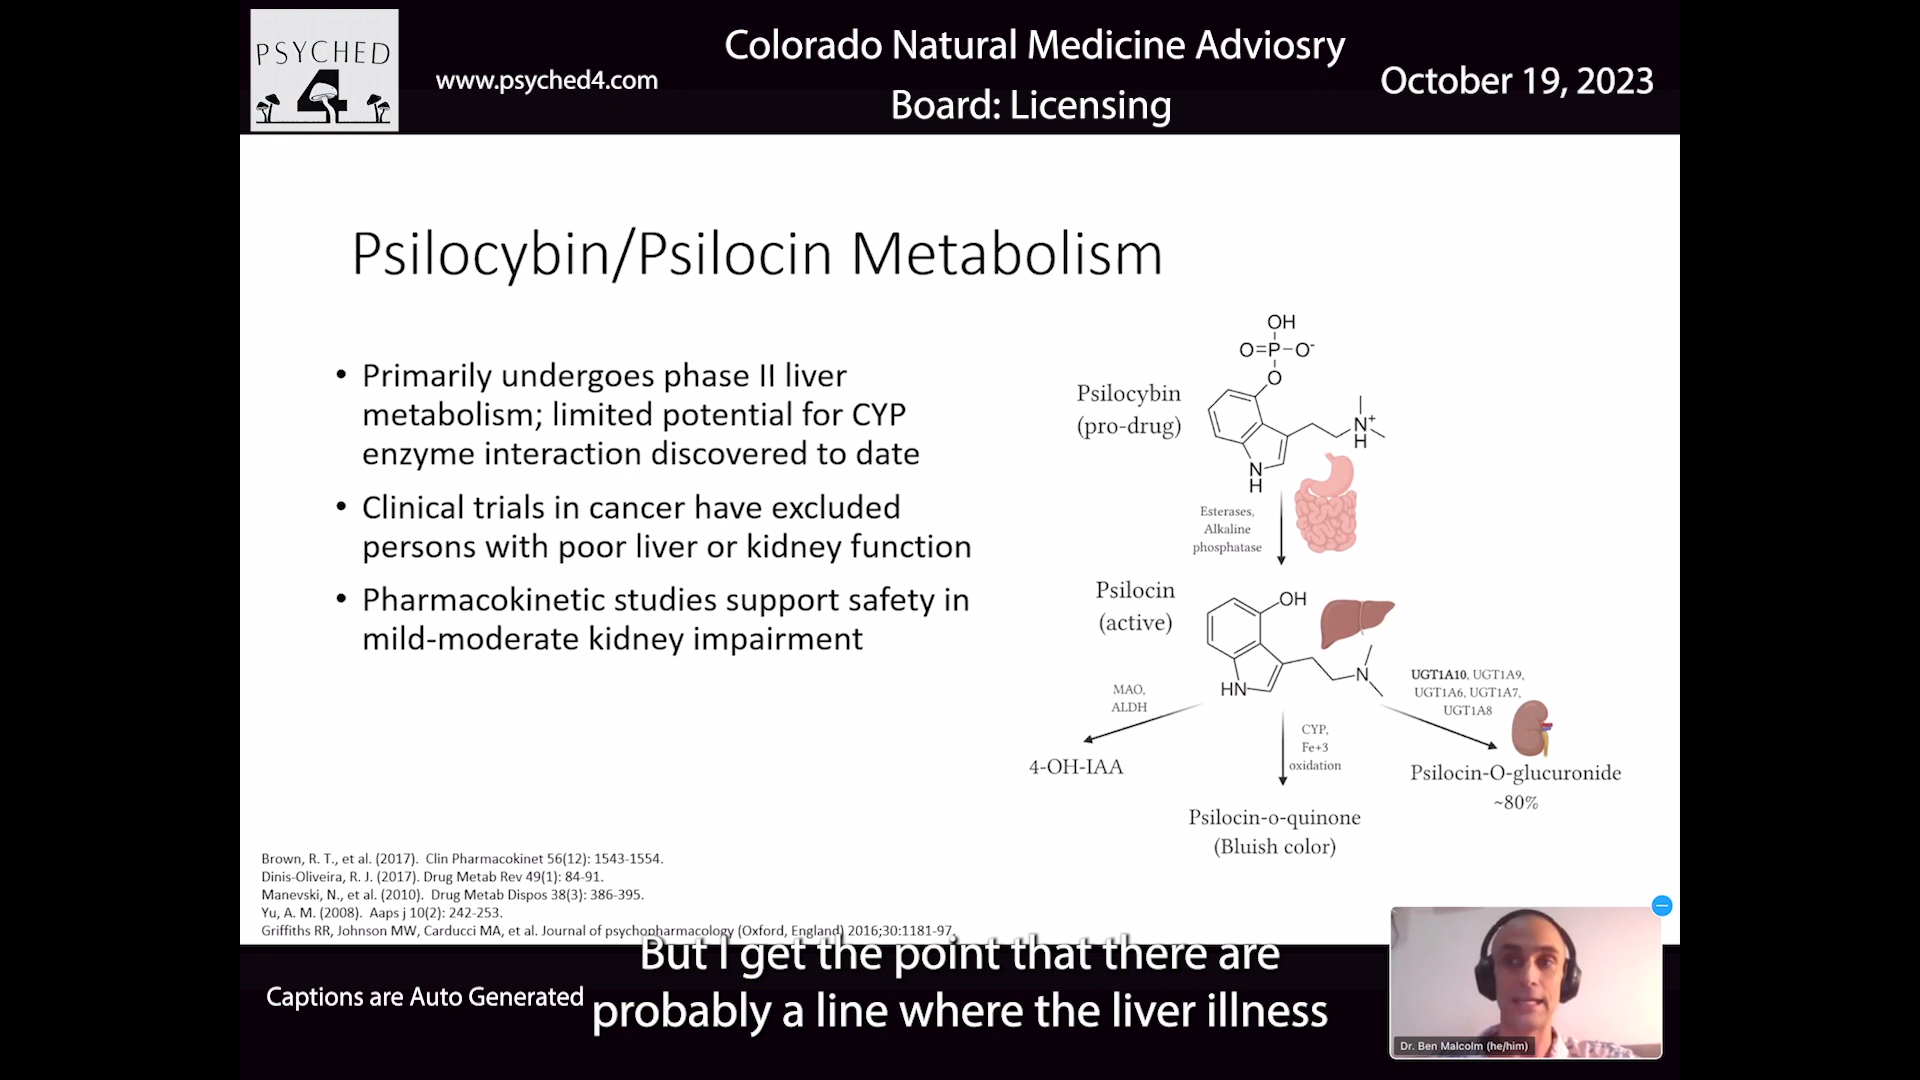 PSYCHED
4
www.psyched4.com
Colorado Natural Medicine Adviosry
Board: Licensing
October 19, 2023
Psilocybin/Psilocin Metabolism
• Primarily undergoes phase II liver
metabolism; limited potential for CYP
enzyme interaction discovered to date
• Clinical trials in cancer have excluded
persons with poor liver or kidney function
• Pharmacokinetic studies support safety in
mild-moderate kidney impairment
OH
O=P-O-
O
Psilocybin
(pro-drug)
N+
H
N
H
Esterases,
Alkaline
phosphatase
Psilocin
(active)
OH
N
HN
MAO,
ALDH
CYP,
Fe+3
oxidation
UGT1A10, UGT1A9,
UGT1A6, UGT1A7,
UGT1A8
4-OH-IAA
Psilocin-o-quinone
(Bluish color)
Psilocin-O-glucuronide
~80%
Brown, R. T., et al. (2017). Clin Pharmacokinet 56(12): 1543-1554.
Dinis-Oliveira, R. J. (2017). Drug Metab Rev 49(1): 84-91.
Manevski, N., et al. (2010). Drug Metab Dispos 38(3): 386-395.
Yu, A. M. (2008). Aaps j 10(2): 242-253.
Griffiths RR, Johnson MW, Carducci MA, et al. Journal of psychopharmacology (Oxford, England) 2016;30:1181-97.
But I get the point that there are
probably a line where the liver illness
Captions are Auto Generated
Dr. Ben Malcolm (he/him)